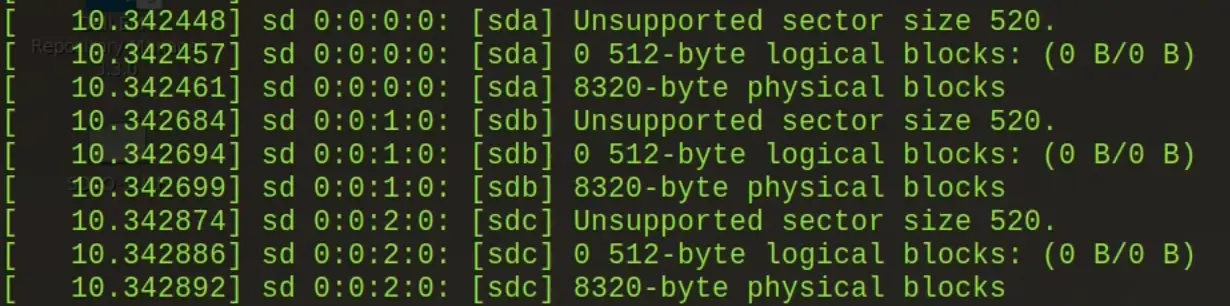 [   10.342448] sd 0:0:0:0: [sda] Unsupported sector size 520.
[   10.342457] sd 0:0:0:0: [sda] 0 512-byte logical blocks: (0 B/0 B)
[   10.342461] sd 0:0:0:0: [sda] 8320-byte physical blocks
[   10.342684] sd 0:0:1:0: [sdb] Unsupported sector size 520.
[   10.342694] sd 0:0:1:0: [sdb] 0 512-byte logical blocks: (0 B/0 B)
[   10.342699] sd 0:0:1:0: [sdb] 8320-byte physical blocks
[   10.342874] sd 0:0:2:0: [sdc] Unsupported sector size 520.
[   10.342886] sd 0:0:2:0: [sdc] 0 512-byte logical blocks: (0 B/0 B)
[   10.342892] sd 0:0:2:0: [sdc] 8320-byte physical blocks